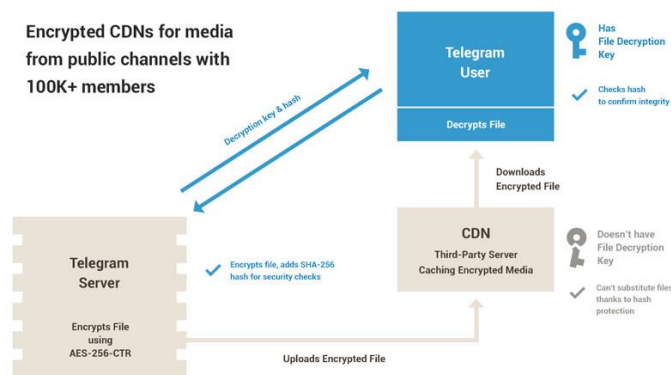 Encrypted CDNs for media
from public channels with
100K+ members
Telegram
User
Decrypts File
Has
File Decryption
Key
Checks hash
to confirm integrity
Decryption key & hash
Downloads
Encrypted File
Telegram
Server
Encrypts File
using
AES-256-CTR
Encrypts file, adds SHA-256
hash for security checks
CDN
Third-Party Server
Caching Encrypted Media
Doesn't have
File Decryption
Key
Can't substitute files
thanks to hash
protection
Uploads Encrypted File